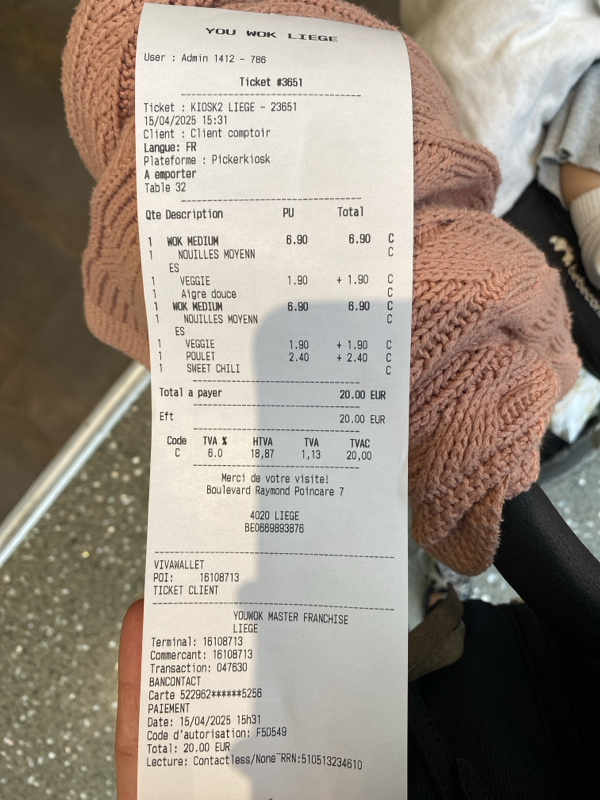 YOU WOK LIEGE
User : Admin 1412 - 786
Ticket #3651
Ticket : KIOSK2 LIEGE - 23651
15/04/2025 15:31
Client : Client comptoir
Langue: FR
Plateforme : Pickerkiosk
A emporter
Table 32
Qte Description PU Total
1 WOK MEDIUM 6.90 6.90 C
1 NOUILLES MOYENN C
ES
1 VEGGIE 1.90 + 1.90 C
1 Aigre douce C
1 WOK MEDIUM 6.90 6.90 C
1 NOUILLES MOYENN C
ES
1 VEGGIE 1.90 + 1.90 C
1 POULET 2.40 + 2.40 C
1 SWEET CHILI C
Total a payer 20.00 EUR
Eft 20.00 EUR
Code TVA % HTVA TVA TVAC
C 6.0 18,87 1,13 20,00
Merci de votre visite!
Boulevard Raymond Poincare 7
4020 LIEGE
BE0669893876
VIVAWALLET
POI: 16108713
TICKET CLIENT
YOUWOK MASTER FRANCHISE
LIEGE
Terminal: 16108713
Commercant: 16108713
Transaction: 047630
BANCONTACT
Carte 522962******5256
PAIEMENT
Date: 15/04/2025 15h31
Code d'autorisation: F5D549
Total: 20.00 EUR
Lecture: Contactless/None RRN:510513234610